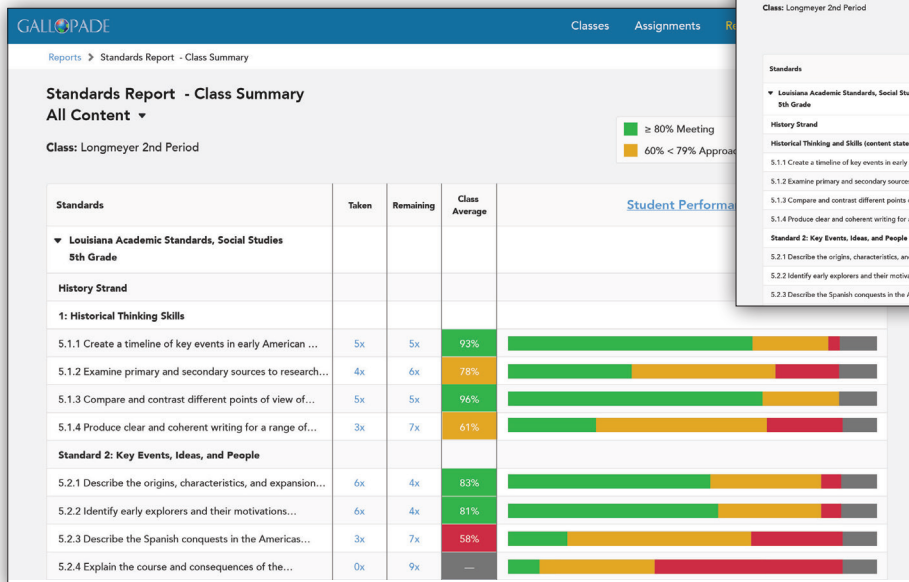 GALLOPADE
Classes Assignments
Reports > Standards Report - Class Summary
Standards Report - Class Summary
All Content
Class: Longmeyer 2nd Period
≥ 80% Meeting
60% < 79%
Standards Taken Remaining Class Average Student
Louisiana Academic Standards, Social Studies
5th Grade
History Strand
1: Historical Thinking Skills
5.1.1 Create a timeline of key events in early American ... 5x 5x 93%
5.1.2 Examine primary and secondary sources to research... 4x 6x 78%
5.1.3 Compare and contrast different points of view of... 5x 5x 96%
5.1.4 Produce clear and coherent writing for a range of... 3x 7x 61%
Standard 2: Key Events, Ideas, and People
5.2.1 Describe the origins, characteristics, and expansion... 6x 4x 83%
5.2.2 Identify early explorers and their motivations... 6x 4x 81%
5.2.3 Describe the Spanish conquests in the Americas... 3x 7x 58%
5.2.4 Explain the course and consequences of the... 0x 9x —
Class: Longmeyer 2nd Period
Standards
Louisiana Academic Standards, Social
5th Grade
History Strand
Historical Thinking and Skills (content
5.1.1 Create a timeline of key events in early
5.1.2 Examine primary and secondary sources
5.1.3 Compare and contrast different points
5.1.4 Produce clear and coherent writing for
Standard 2: Key Events, Ideas, and People
5.2.1 Describe the origins, characteristics,
5.2.2 Identify early explorers and their
5.2.3 Describe the Spanish conquests in the